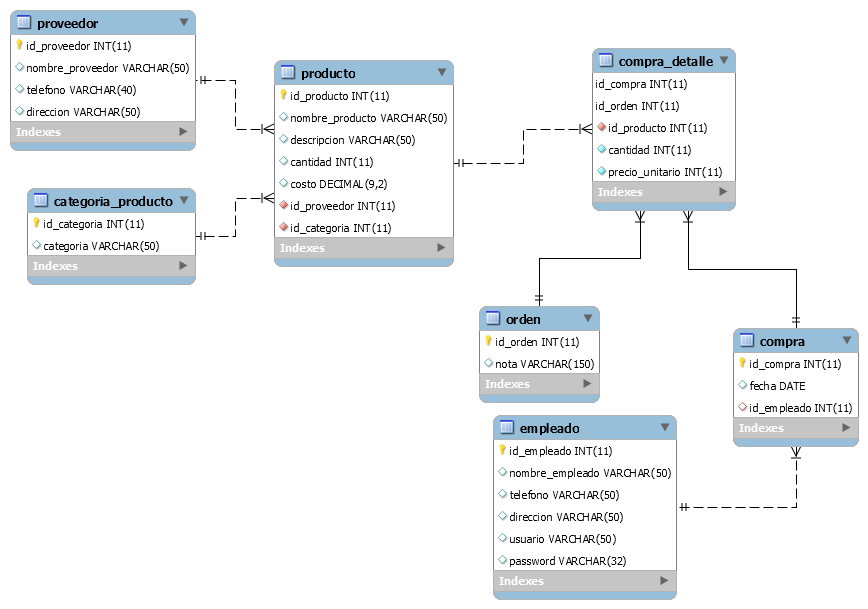 proveedor
id_proveedor INT(11)
nombre_proveedor VARCHAR(50)
telefono VARCHAR(40)
direccion VARCHAR(50)
Indexes
categoria_producto
id_categoria INT(11)
categoria VARCHAR(50)
Indexes
producto
id_producto INT(11)
nombre_producto VARCHAR(50)
descripcion VARCHAR(50)
cantidad INT(11)
costo DECIMAL(9,2)
id_proveedor INT(11)
id_categoria INT(11)
Indexes
compra_detalle
id_compra INT(11)
id_orden INT(11)
id_producto INT(11)
cantidad INT(11)
precio_unitario INT(11)
Indexes
orden
id_orden INT(11)
nota VARCHAR(150)
Indexes
compra
id_compra INT(11)
fecha DATE
id_empleado INT(11)
Indexes
empleado
id_empleado INT(11)
nombre_empleado VARCHAR(50)
telefono VARCHAR(50)
direccion VARCHAR(50)
usuario VARCHAR(50)
password VARCHAR(32)
Indexes